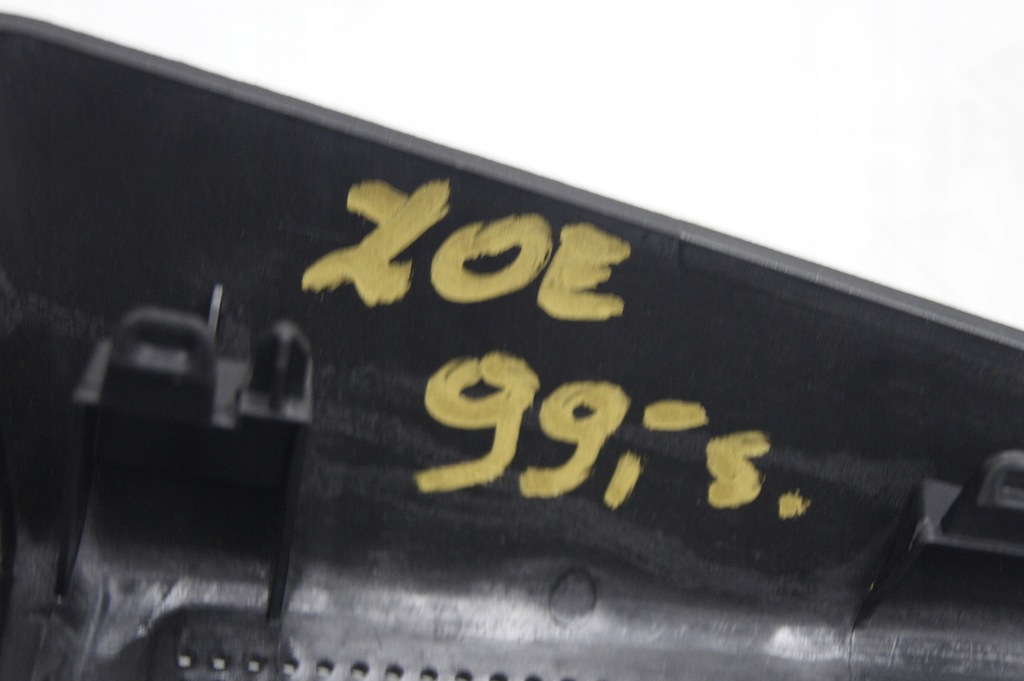 ZOE
99,- s.